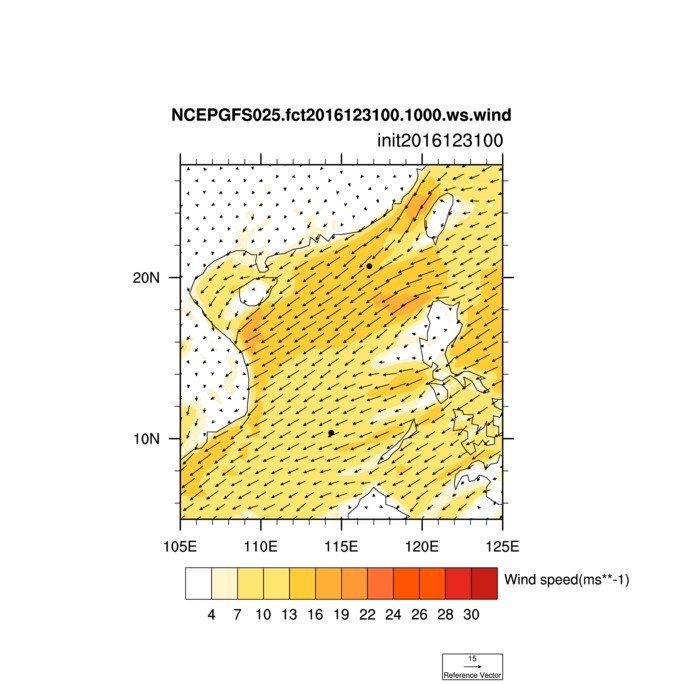 NCEPGFS025.fct2016123100.1000.ws.wind
init2016123100
20N
10N
105E 110E 115E 120E 125E
Wind speed(ms**-1)
4 7 10 13 16 19 22 24 26 28 30
15
Reference Vector